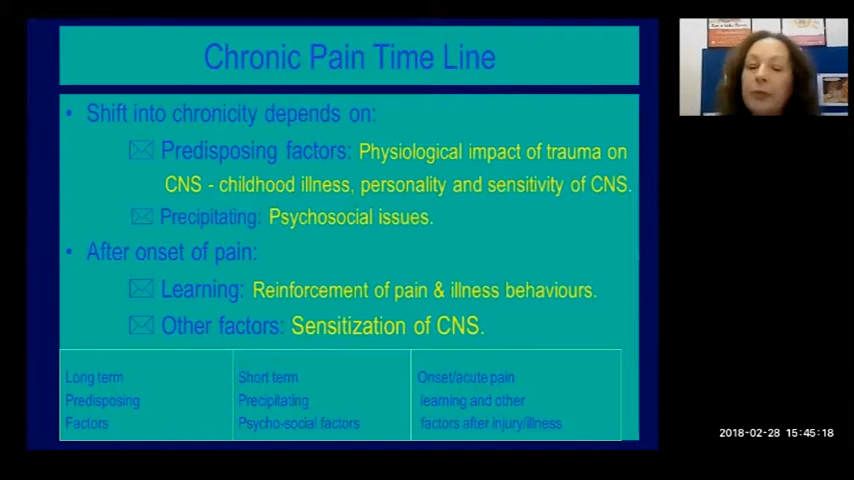 Chronic Pain Time Line
• Shift into chronicity depends on:
Predisposing factors: Physiological impact of trauma on
CNS - childhood illness, personality and sensitivity of CNS.
Precipitating: Psychosocial issues.
• After onset of pain:
Learning: Reinforcement of pain & illness behaviours.
Other factors: Sensitization of CNS.
Long term
Predisposing
Factors
Short term
Precipitating
Psycho-social factors
Onset/acute pain
learning and other
factors after injury/illness
2018-02-28 15:45:18